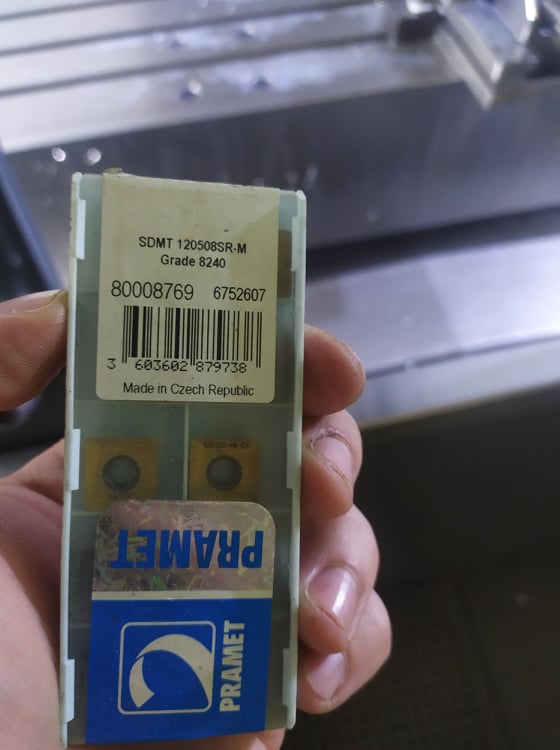 SDMT 120508SR-M
Grade 8240
80008769 6752607
3 603602 879738
Made in Czech Republic
8240
PRAMET
PRAMET